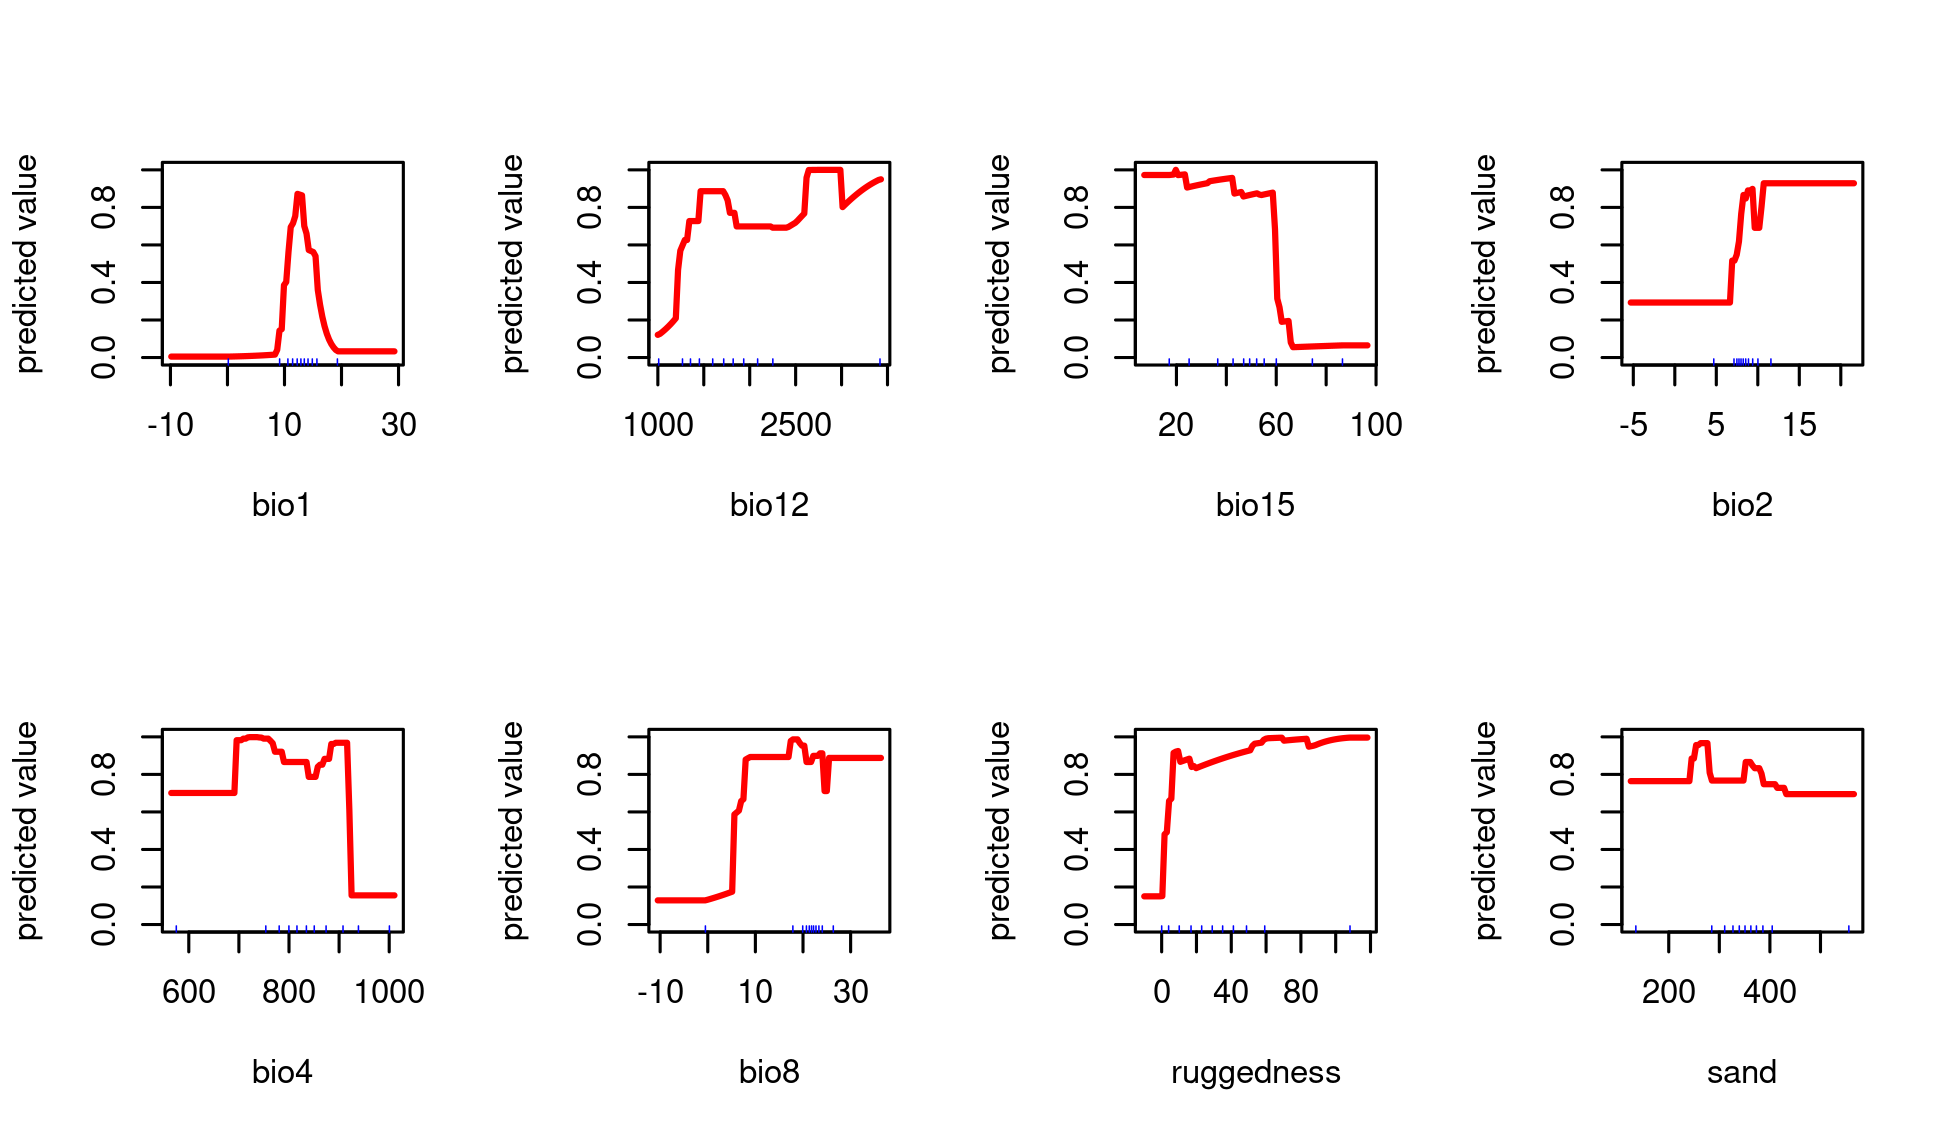 predicted value
0.0 0.4 0.8
-10 10 30
bio1
predicted value
0.0 0.4 0.8
1000 2500
bio12
predicted value
0.0 0.4 0.8
20 60 100
bio15
predicted value
0.0 0.4 0.8
-5 5 15
bio2
predicted value
0.0 0.4 0.8
600 800 1000
bio4
predicted value
0.0 0.4 0.8
-10 10 30
bio8
predicted value
0.0 0.4 0.8
0 40 80
ruggedness
predicted value
0.0 0.4 0.8
200 400
sand